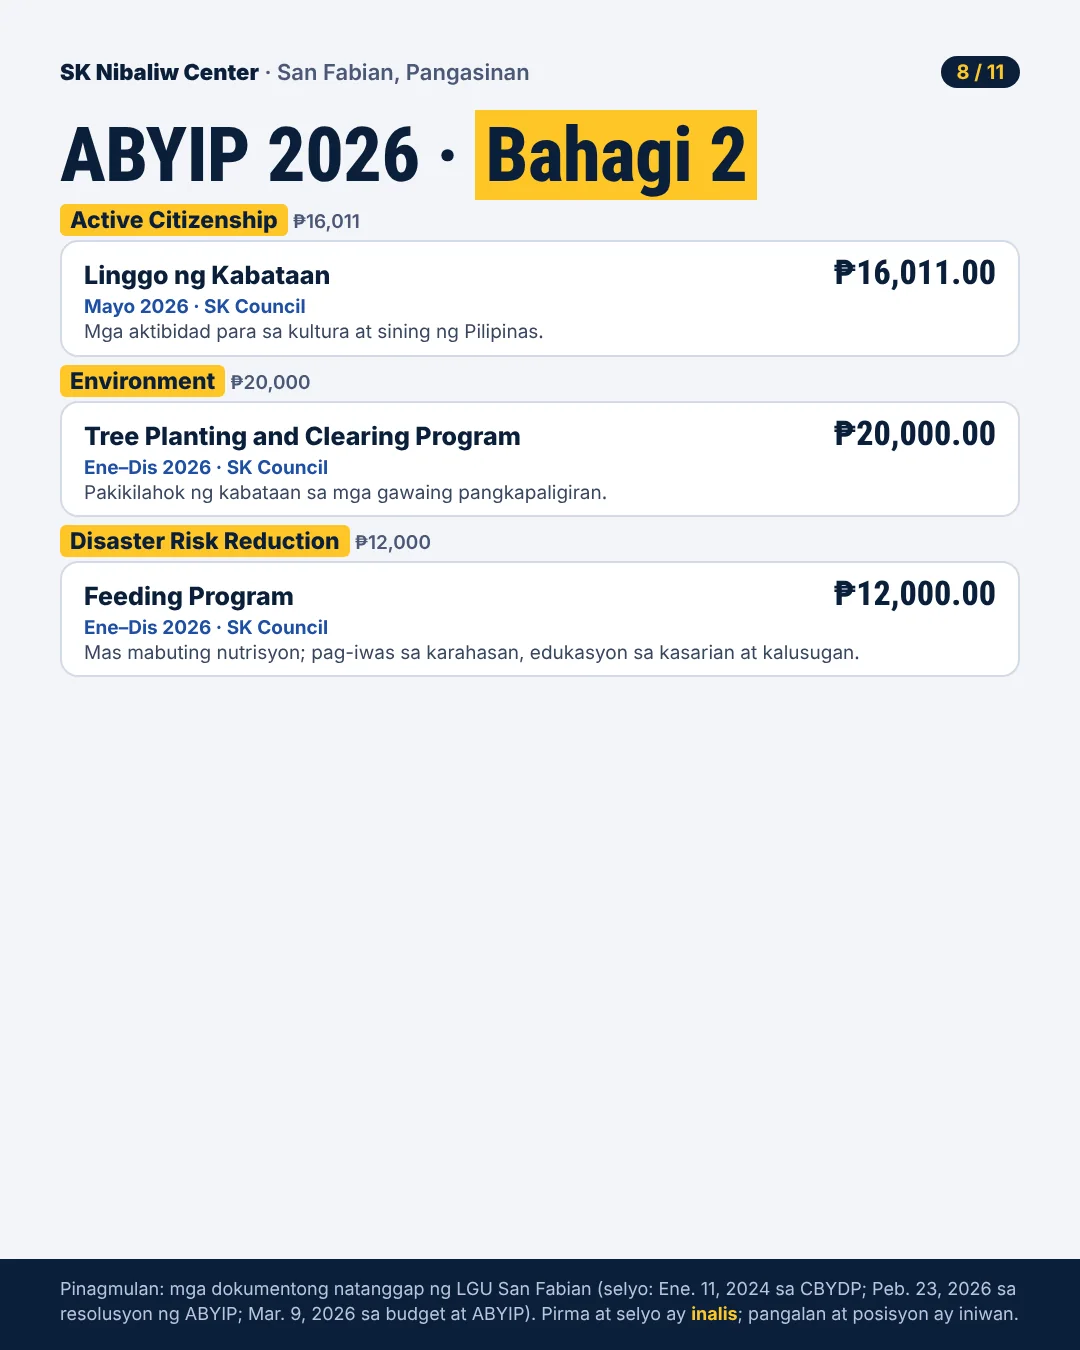 SK Nibaliw Center · San Fabian, Pangasinan
8 / 11
ABYIP 2026 · Bahagi 2
Active Citizenship ₱16,011
Linggo ng Kabataan
₱16,011.00
Mayo 2026 · SK Council
Mga aktibidad para sa kultura at sining ng Pilipinas.
Environment ₱20,000
Tree Planting and Clearing Program
₱20,000.00
Ene–Dis 2026 · SK Council
Pakikilahok ng kabataan sa mga gawaing pangkapaligiran.
Disaster Risk Reduction ₱12,000
Feeding Program
₱12,000.00
Ene–Dis 2026 · SK Council
Mas mabuting nutrisyon; pag-iwas sa karahasan, edukasyon sa kasarian at kalusugan.
Pinagmulan: mga dokumentong natanggap ng LGU San Fabian (selyo: Ene. 11, 2024 sa CBYDP; Peb. 23, 2026 sa
resolusyon ng ABYIP; Mar. 9, 2026 sa budget at ABYIP). Pirma at selyo ay inalis; pangalan at posisyon ay iniwan.